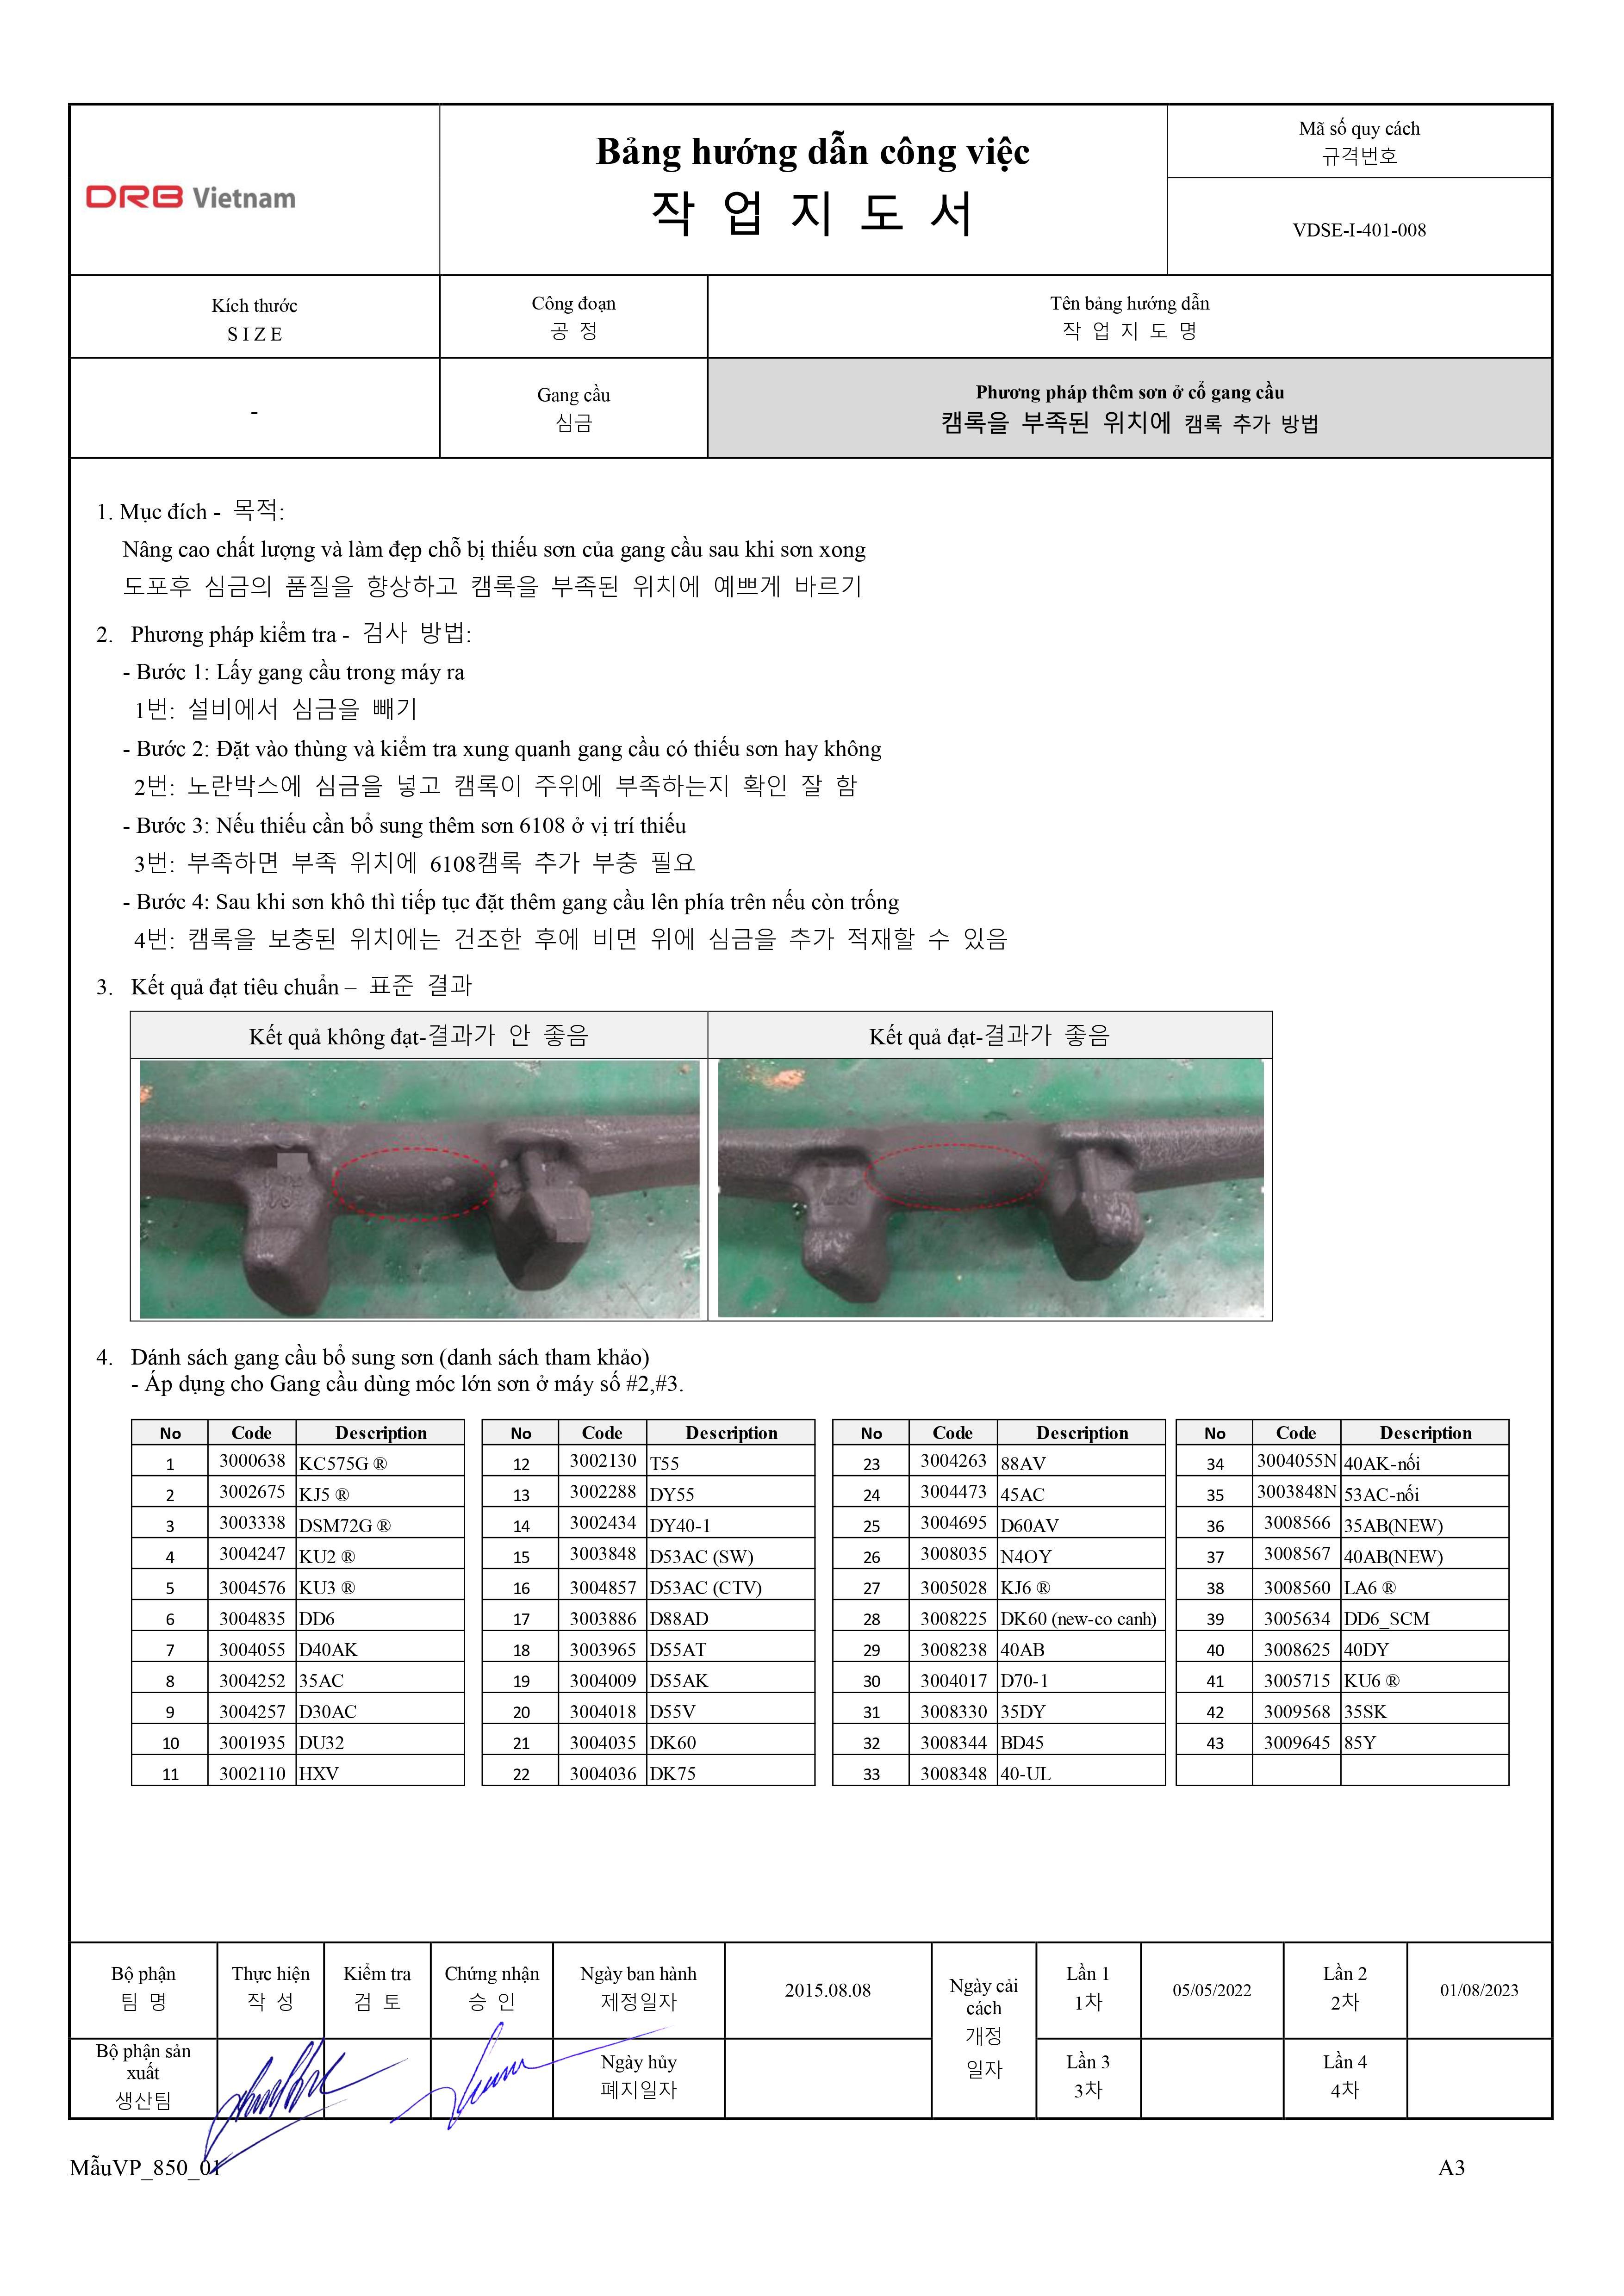 DRB Vietnam
Bảng hướng dẫn công việc
작 업 지 도 서
Mã số quy cách
규격번호
VDSE-I-401-008
Kích thước
S I Z E
Công đoạn
공 정
Tên bảng hướng dẫn
작 업 지 도 명
-
Gang cầu
심금
Phương pháp thêm sơn ở cổ gang cầu
캠록을 부족된 위치에 캠록 추가 방법
1. Mục đích - 목적:
Nâng cao chất lượng và làm đẹp chỗ bị thiếu sơn của gang cầu sau khi sơn xong
도포후 심금의 품질을 향상하고 캠록을 부족된 위치에 예쁘게 바르기
2. Phương pháp kiểm tra - 검사 방법:
- Bước 1: Lấy gang cầu trong máy ra
1번: 설비에서 심금을 빼기
- Bước 2: Đặt vào thùng và kiểm tra xung quanh gang cầu có thiếu sơn hay không
2번: 노란박스에 심금을 넣고 캠록이 주위에 부족하는지 확인 잘 함
- Bước 3: Nếu thiếu cần bổ sung thêm sơn 6108 ở vị trí thiếu
3번: 부족하면 부족 위치에 6108캠록 추가 부충 필요
- Bước 4: Sau khi sơn khô thì tiếp tục đặt thêm gang cầu lên phía trên nếu còn trống
4번: 캠록을 보충된 위치에는 건조한 후에 비면 위에 심금을 추가 적재할 수 있음
3. Kết quả đạt tiêu chuẩn – 표준 결과
Kết quả không đạt-결과가 안 좋음
Kết quả đạt-결과가 좋음
4. Dánh sách gang cầu bổ sung sơn (danh sách tham khảo)
- Áp dụng cho Gang cầu dùng móc lớn sơn ở máy số #2,#3.
No Code Description
1 3000638 KC575G ®
2 3002675 KJ5 ®
3 3003338 DSM72G ®
4 3004247 KU2 ®
5 3004576 KU3 ®
6 3004835 DD6
7 3004055 D40AK
8 3004252 35AC
9 3004257 D30AC
10 3001935 DU32
11 3002110 HXV
No Code Description
12 3002130 T55
13 3002288 DY55
14 3002434 DY40-1
15 3003848 D53AC (SW)
16 3004857 D53AC (CTV)
17 3003886 D88AD
18 3003965 D55AT
19 3004009 D55AK
20 3004018 D55V
21 3004035 DK60
22 3004036 DK75
No Code Description
23 3004263 88AV
24 3004473 45AC
25 3004695 D60AV
26 3008035 N4OY
27 3005028 KJ6 ®
28 3008225 DK60 (new-co canh)
29 3008238 40AB
30 3004017 D70-1
31 3008330 35DY
32 3008344 BD45
33 3008348 40-UL
No Code Description
34 3004055N 40AK-nối
35 3003848N 53AC-nối
36 3008566 35AB(NEW)
37 3008567 40AB(NEW)
38 3008560 LA6 ®
39 3005634 DD6_SCM
40 3008625 40DY
41 3005715 KU6 ®
42 3009568 35SK
43 3009645 85Y
Bộ phận
팀 명
Thực hiện
작 성
Kiểm tra
검 토
Chứng nhận
승 인
Ngày ban hành
제정일자
2015.08.08
Ngày cải
cách
개정
일자
Lần 1
1차
05/05/2022
Lần 2
2차
01/08/2023
Bộ phận sản
xuất
생산팀
Ngày hủy
폐지일자
Lần 3
3차
Lần 4
4차
MẫuVP_850_01
A3